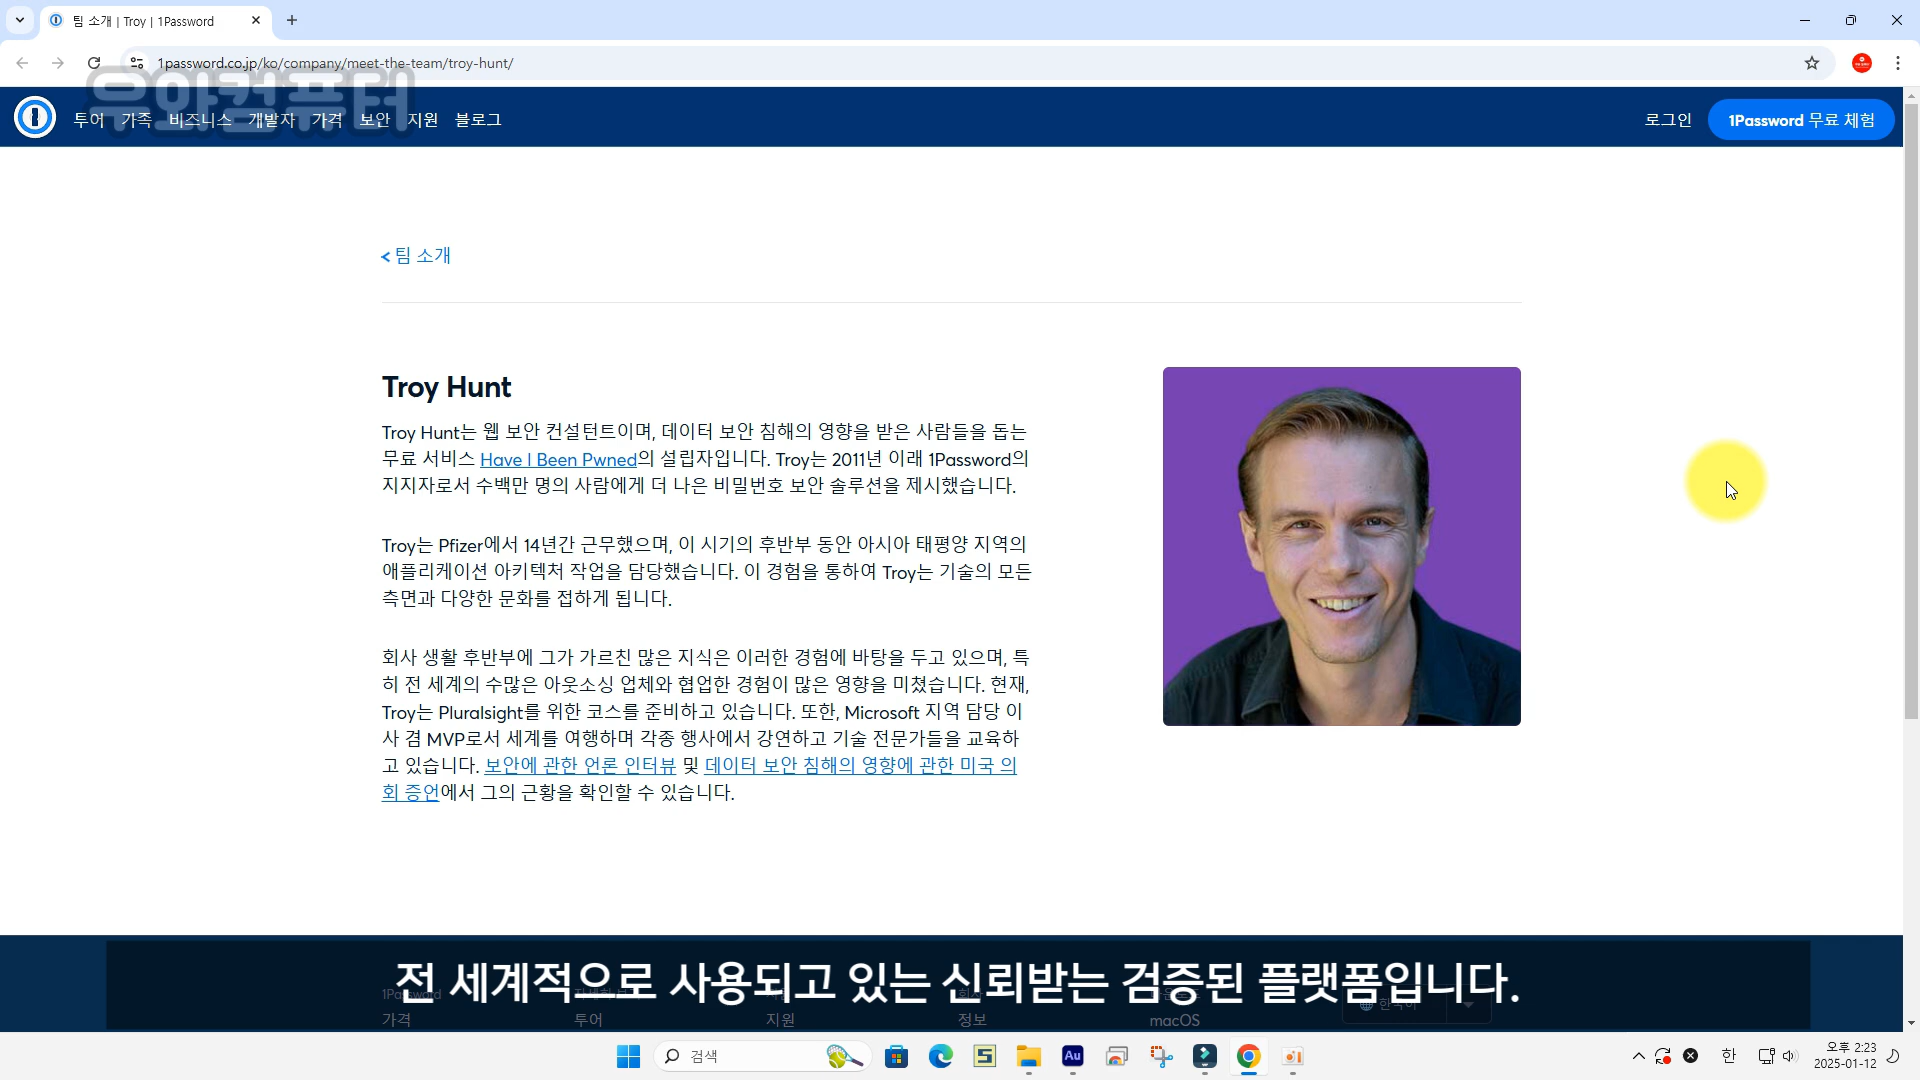 팀 소개 | Troy | 1Password
1password.co.jp/ko/company/meet-the-team/troy-hunt/
우와컴퓨터
투어 가족 비즈니스 개발자 가격 보안 지원 블로그
로그인
1Password 무료 체험
< 팀 소개
Troy Hunt
Troy Hunt는 웹 보안 컨설턴트이며, 데이터 보안 침해의 영향을 받은 사람들을 돕는
무료 서비스 Have I Been Pwned의 설립자입니다. Troy는 2011년 이래 1Password의
지지자로서 수백만 명의 사람에게 더 나은 비밀번호 보안 솔루션을 제시했습니다.
Troy는 Pfizer에서 14년간 근무했으며, 이 시기의 후반부 동안 아시아 태평양 지역의
애플리케이션 아키텍처 작업을 담당했습니다. 이 경험을 통하여 Troy는 기술의 모든
측면과 다양한 문화를 접하게 됩니다.
회사 생활 후반부에 그가 가르친 많은 지식은 이러한 경험에 바탕을 두고 있으며, 특
히 전 세계의 수많은 아웃소싱 업체와 협업한 경험이 많은 영향을 미쳤습니다. 현재,
Troy는 Pluralsight를 위한 코스를 준비하고 있습니다. 또한, Microsoft 지역 담당 이
사 겸 MVP로서 세계를 여행하며 각종 행사에서 강연하고 기술 전문가들을 교육하
고 있습니다. 보안에 관한 언론 인터뷰 및 데이터 보안 침해의 영향에 관한 미국 의
회 증언에서 그의 근황을 확인할 수 있습니다.
전 세계적으로 사용되고 있는 신뢰받는 검증된 플랫폼입니다.
1Password
한국어
가격 투어 지원 정보 macOS
검색
Au
한
오후 2:23
2025-01-12